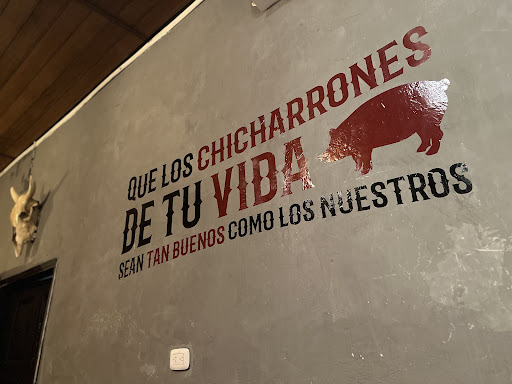 QUE LOS CHICHARRONES
DE TU VIDA
SEAN TAN BUENOS COMO LOS NUESTROS